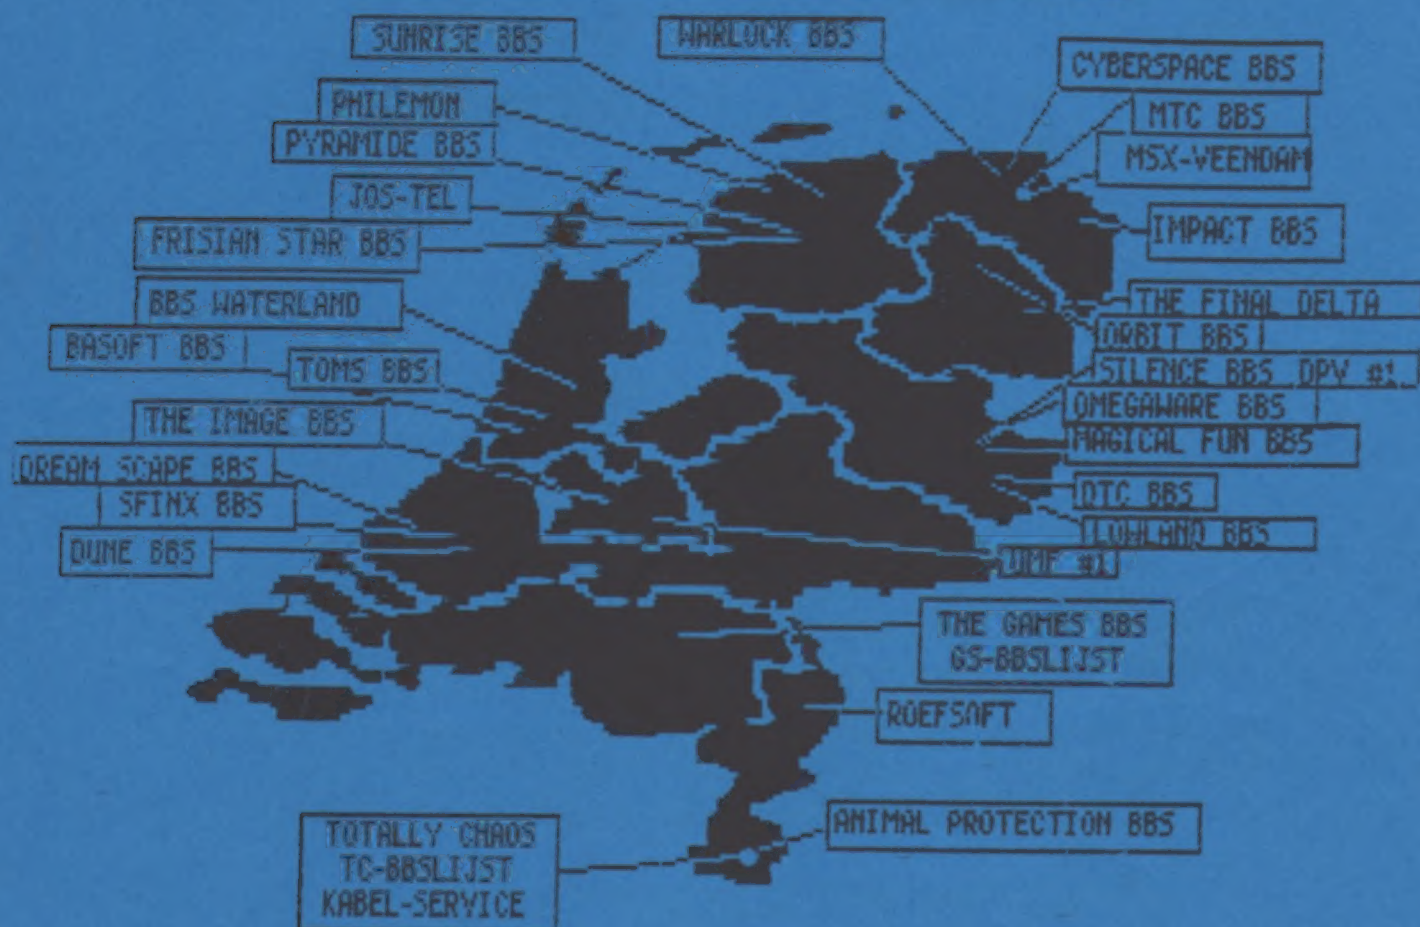 SUNRISE BBS
WARLOCK BBS
CYBERSPACE BBS
PHILEMON
MTC BBS
PYRAMIDE BBS
MSX-VEENDAM
JOS-TEL
FRISIAN STAR BBS
IMPACT BBS
BBS WATERLAND
THE FINAL DELTA
ORBIT BBS
BASOFT BBS
TOMS BBS
SILENCE BBS DPV #1
OMEGAWARE BBS
THE IMAGE BBS
MAGICAL FUN BBS
DREAM SCAPE BBS
DTC BBS
SFINX BBS
LOWLAND BBS
DUNE BBS
#1
THE GAMES BBS
GS-BBSLIJST
ROEFSOFT
ANIMAL PROTECTION BBS
TOTALLY CHAOS
TC-BBSLIJST
KABEL-SERVICE